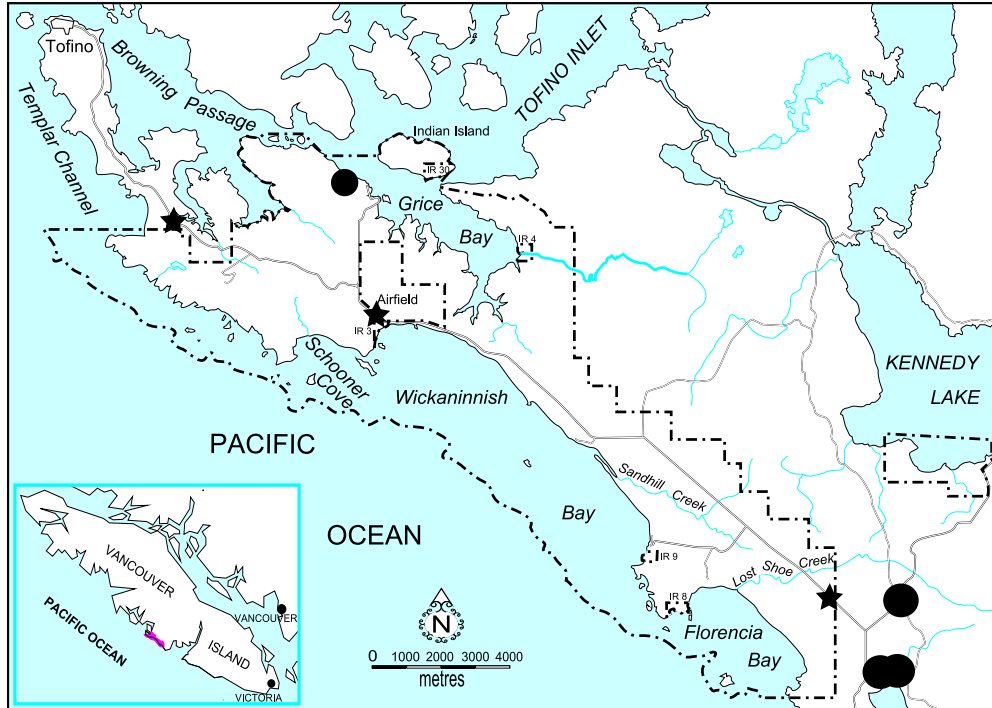 Tofino
Browning Passage
TOFINO INLET
Templar Channel
Indian Island
IR 30
Grice
Bay
IR 4
Airfield
IR 3
Schooner
Cove
Wickaninnish
Bay
KENNEDY
LAKE
PACIFIC
OCEAN
Sandhill Creek
IR 9
Lost Shoe Creek
IR 8
Florencia
Bay
N
0 1000 2000 3000 4000
metres
VANCOUVER
ISLAND
VANCOUVER
PACIFIC OCEAN
VICTORIA